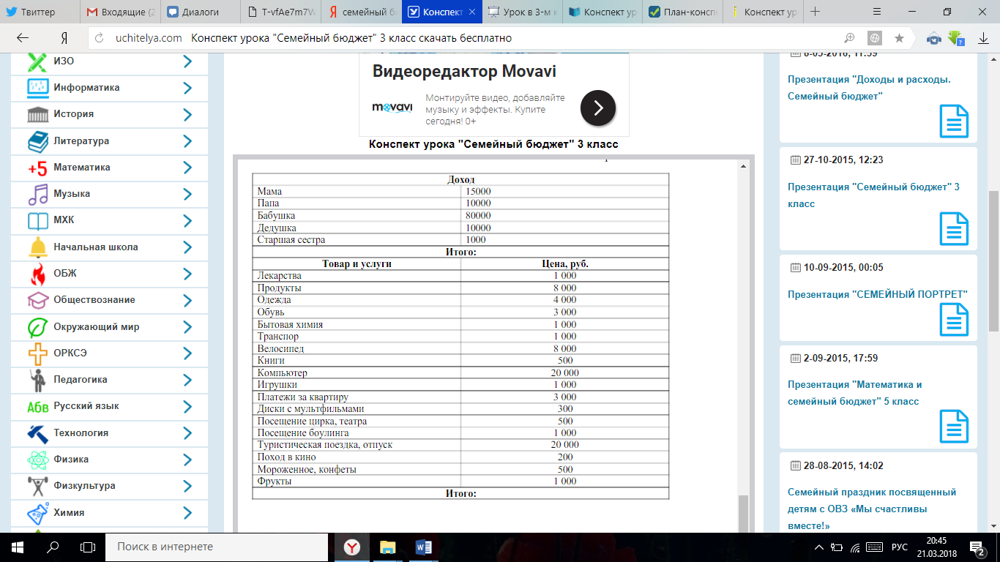 Твиттер
Входящие (2
Диалоги
T-vfAe7m7W
семейный б
Конспект
Урок в 3-м к
Конспект ур
План-консп
Конспект ур
uchitelya.com Конспект урока "Семейный бюджет" 3 класс скачать бесплатно
ИЗО
Информатика
История
Литература
Математика
Музыка
МХК
Начальная школа
ОБЖ
Обществознание
Окружающий мир
ОРКСЭ
Педагогика
Русский язык
Технология
Физика
Физкультура
Химия
Видеоредактор Movavi
movavi
Монтируйте видео, добавляйте
музыку и эффекты. Купите
сегодня! 0+
Конспект урока "Семейный бюджет" 3 класс
Доход
Мама 15000
Папа 10000
Бабушка 80000
Дедушка 10000
Старшая сестра 1000
Итого:
Товар и услуги Цена, руб.
Лекарства 1 000
Продукты 8 000
Одежда 4 000
Обувь 3 000
Бытовая химия 1 000
Транспор 1 000
Велосипед 8 000
Книги 500
Компьютер 20 000
Игрушки 1 000
Платежи за квартиру 3 000
Диски с мультфильмами 300
Посещение цирка, театра 500
Посещение боулинга 1 000
Туристическая поездка, отпуск 20 000
Поход в кино 200
Мороженное, конфеты 500
Фрукты 1 000
Итого:
8-05-2016, 11:59
Презентация "Доходы и расходы.
Семейный бюджет"
27-10-2015, 12:23
Презентация "Семейный бюджет" 3
класс
10-09-2015, 00:05
Презентация "СЕМЕЙНЫЙ ПОРТРЕТ"
2-09-2015, 17:59
Презентация "Математика и
семейный бюджет" 5 класс
28-08-2015, 14:02
Семейный праздник посвященный
детям с ОВЗ «Мы счастливы
вместе!»
Поиск в интернете
РУС
20:45
21.03.2018
2